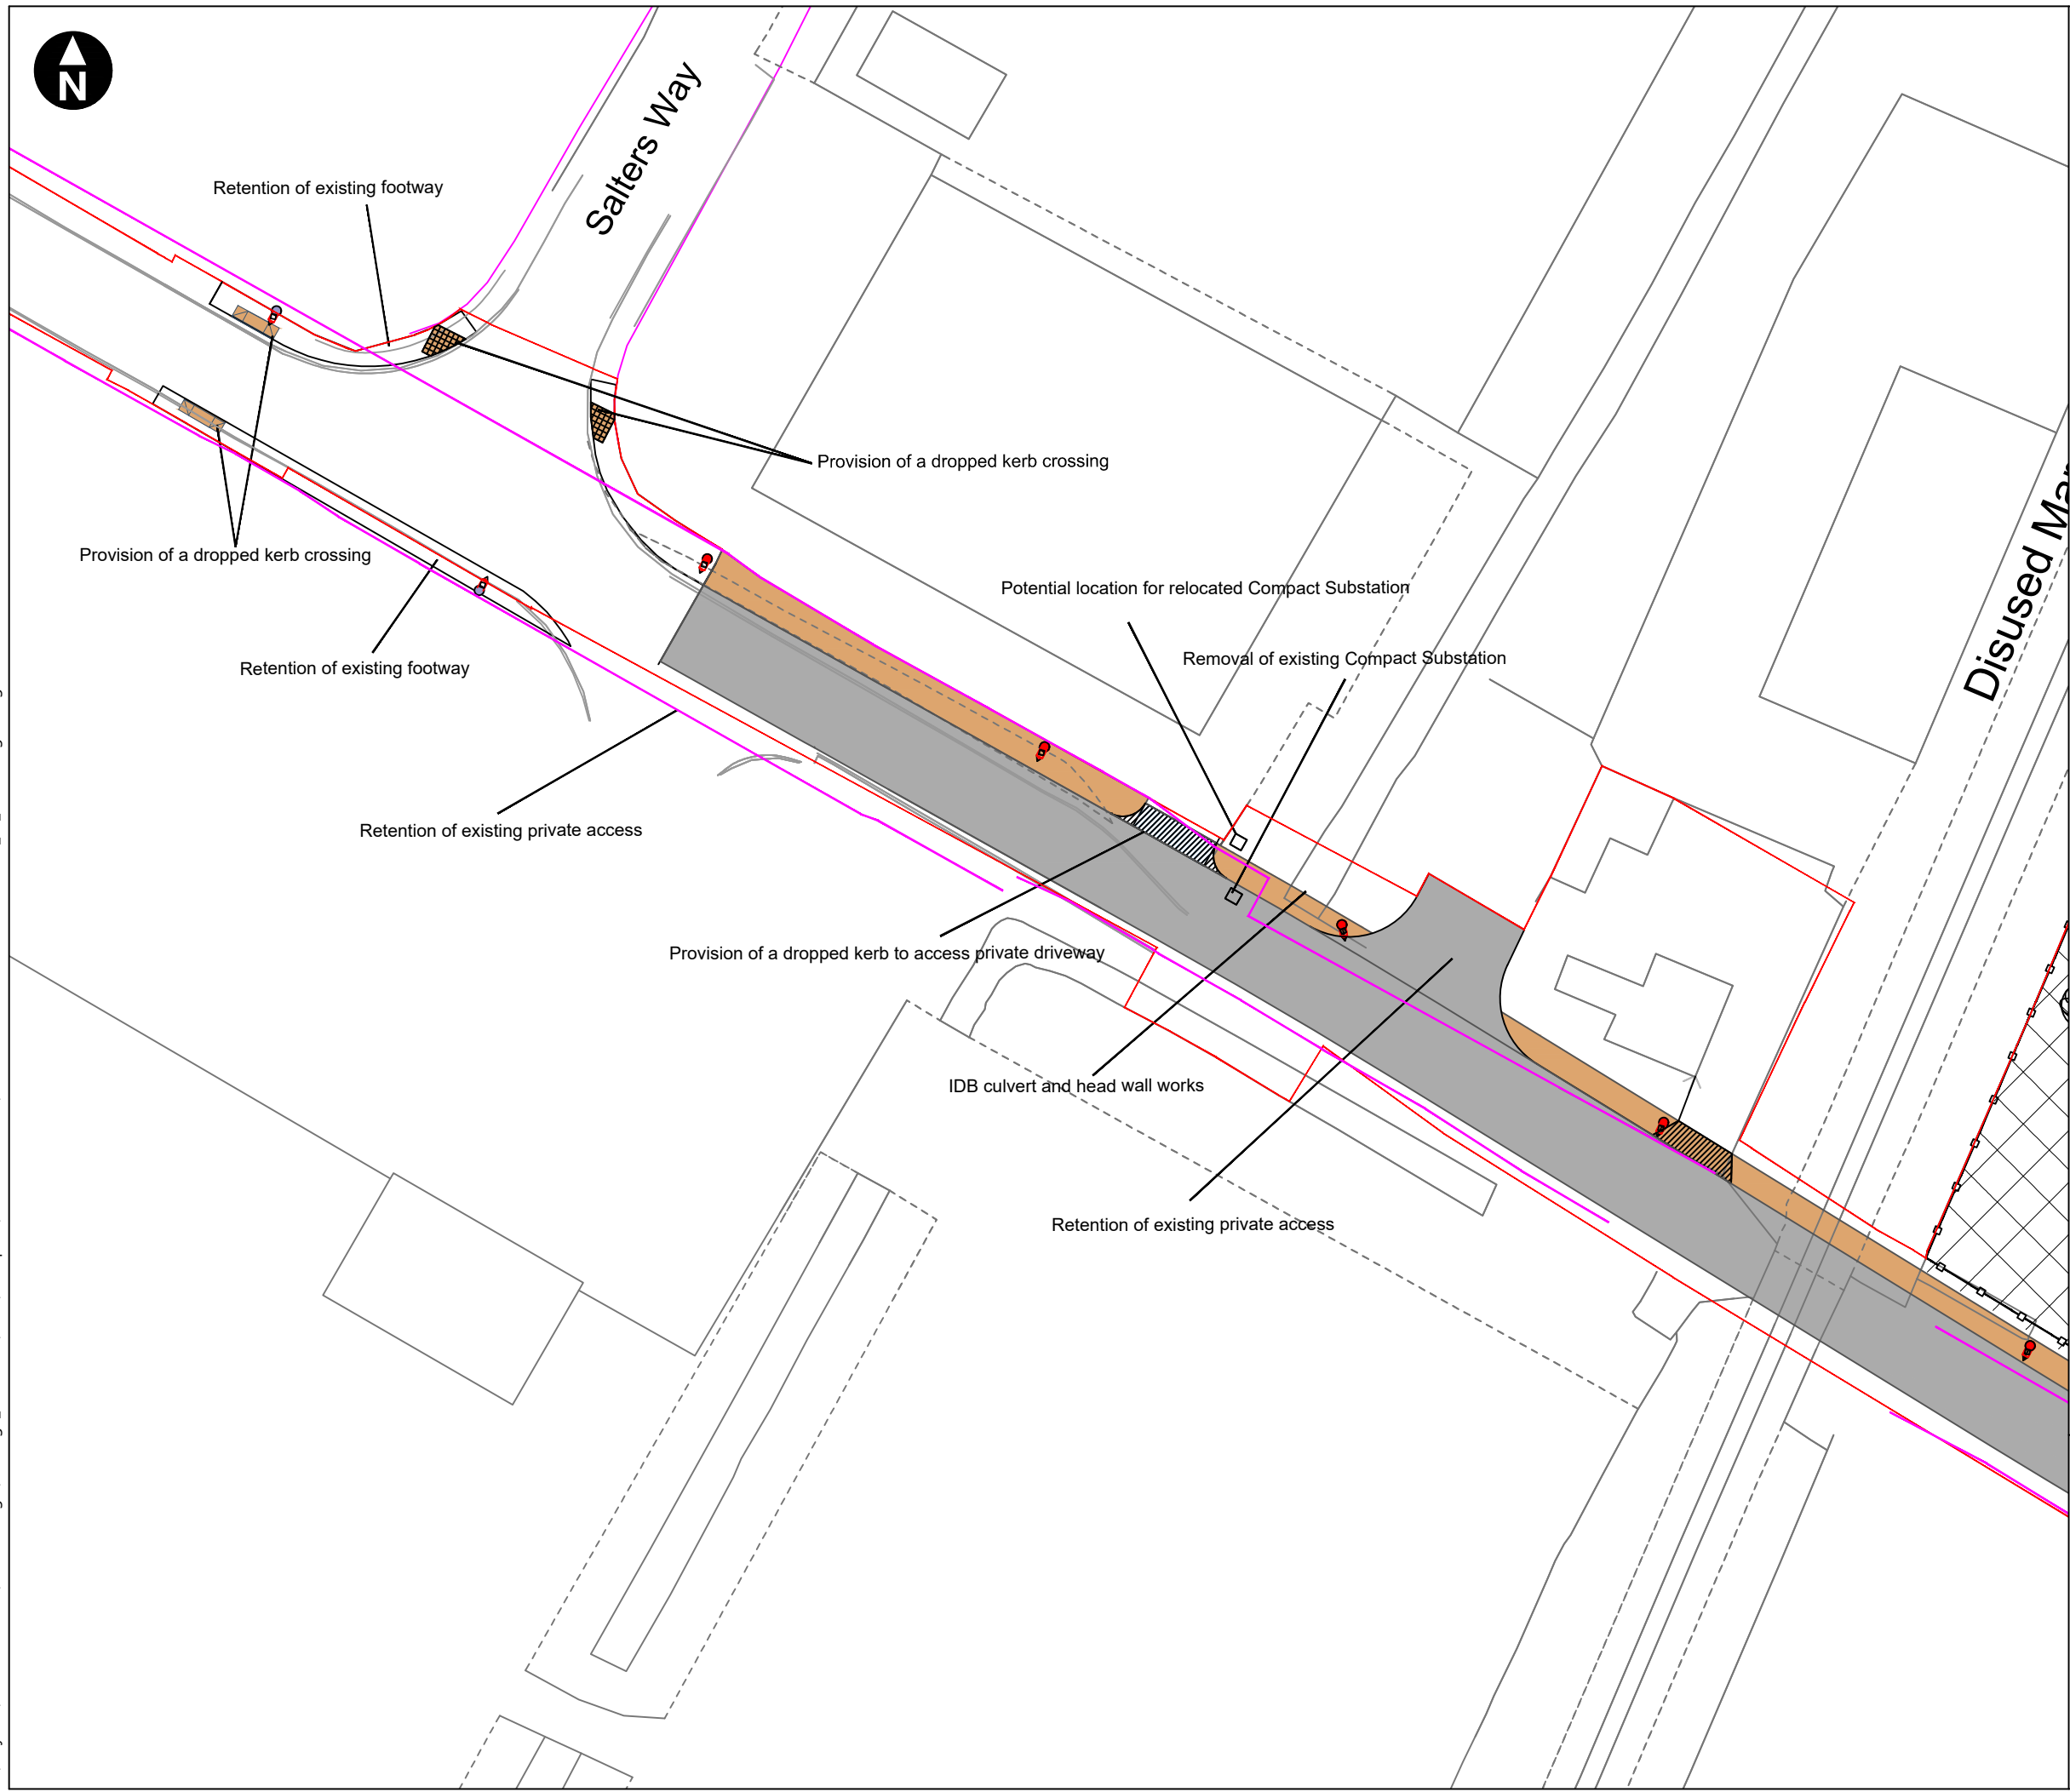 N
Salters Way
Retention of existing footway
Provision of a dropped kerb crossing
Provision of a dropped kerb crossing
Potential location for relocated Compact Substation
Removal of existing Compact Substation
Retention of existing footway
Disused
Retention of existing private access
Provision of a dropped kerb to access private driveway
IDB culvert and head wall works
Retention of existing private access